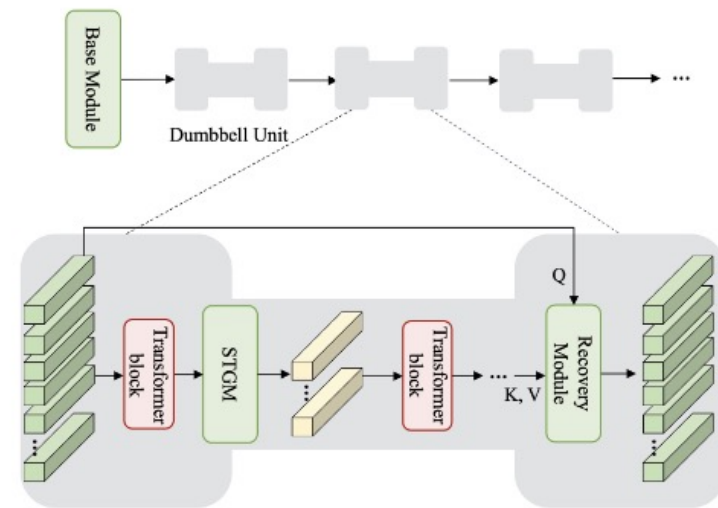 Base Module
...
Dumbbell Unit
Q
Transformer
block
STGM
...
Transformer
block
...
K, V
Recovery
Module
...
...